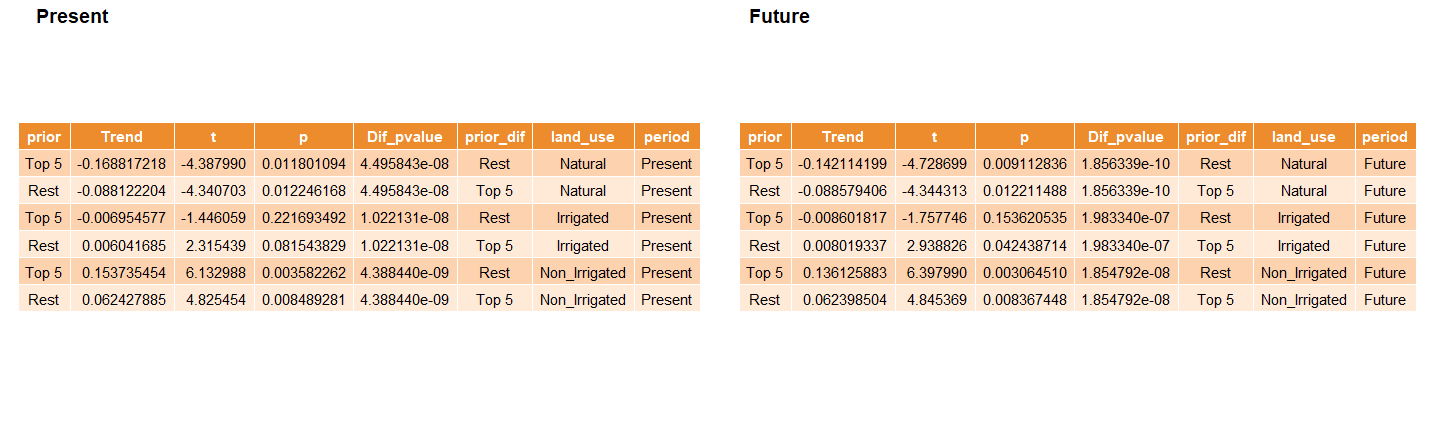 Present
prior Trend t p Dif_pvalue prior_dif land_use period
Top 5 -0.168817218 -4.387990 0.011801094 4.495843e-08 Rest Natural Present
Rest -0.088122204 -4.340703 0.012246168 4.495843e-08 Top 5 Natural Present
Top 5 -0.006954577 -1.446059 0.221693492 1.022131e-08 Rest Irrigated Present
Rest 0.006041685 2.315439 0.081543829 1.022131e-08 Top 5 Irrigated Present
Top 5 0.153735454 6.132988 0.003582262 4.388440e-09 Rest Non_Irrigated Present
Rest 0.062427885 4.825454 0.008489281 4.388440e-09 Top 5 Non_Irrigated Present
Future
prior Trend t p Dif_pvalue prior_dif land_use period
Top 5 -0.142114199 -4.728699 0.009112836 1.856339e-10 Rest Natural Future
Rest -0.088579406 -4.344313 0.012211488 1.856339e-10 Top 5 Natural Future
Top 5 -0.008601817 -1.757746 0.153620535 1.983340e-07 Rest Irrigated Future
Rest 0.008019337 2.938826 0.042438714 1.983340e-07 Top 5 Irrigated Future
Top 5 0.136125883 6.397990 0.003064510 1.854792e-08 Rest Non_Irrigated Future
Rest 0.062398504 4.845369 0.008367448 1.854792e-08 Top 5 Non_Irrigated Future